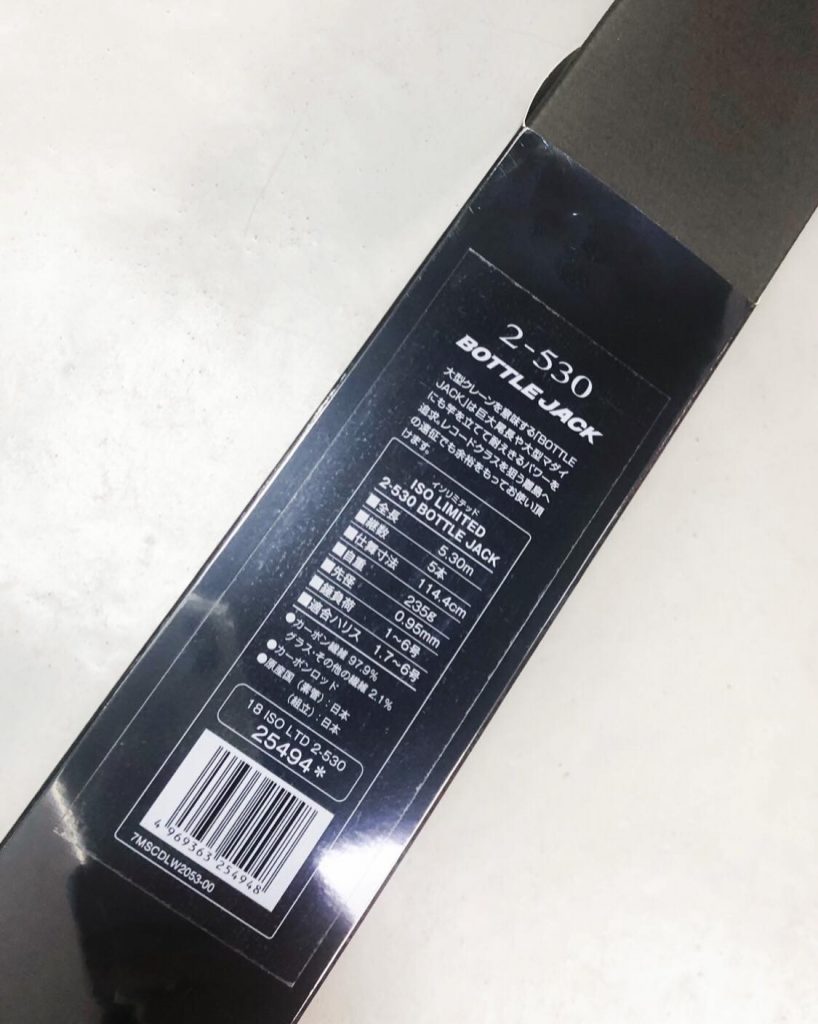 2-530
BOTTLE JACK
大型クレーンを意味する「BOTTLE
JACK」は巨大尾長や大型マダイ
にも竿を立てて耐えきるパワーを
追求。レコードクラスを狙う離島へ
の遠征でも余裕をもってお使い頂
けます。
イソリミテッド
ISO LIMITED
2-530 BOTTLE JACK
■全長 5.30m
■継数 5本
■仕舞寸法 114.4cm
■自重 235g
■先径 0.95mm
■錘負荷 1~6号
■適合ハリス 1.7~6号
●カーボン繊維 97.9%
グラス・その他の繊維 2.1%
●カーボンロッド
●原産国(素管):日本
(組立):日本
18 ISO LTD 2-530
25494*
4 969363 254948
7MSCDLW2053-00